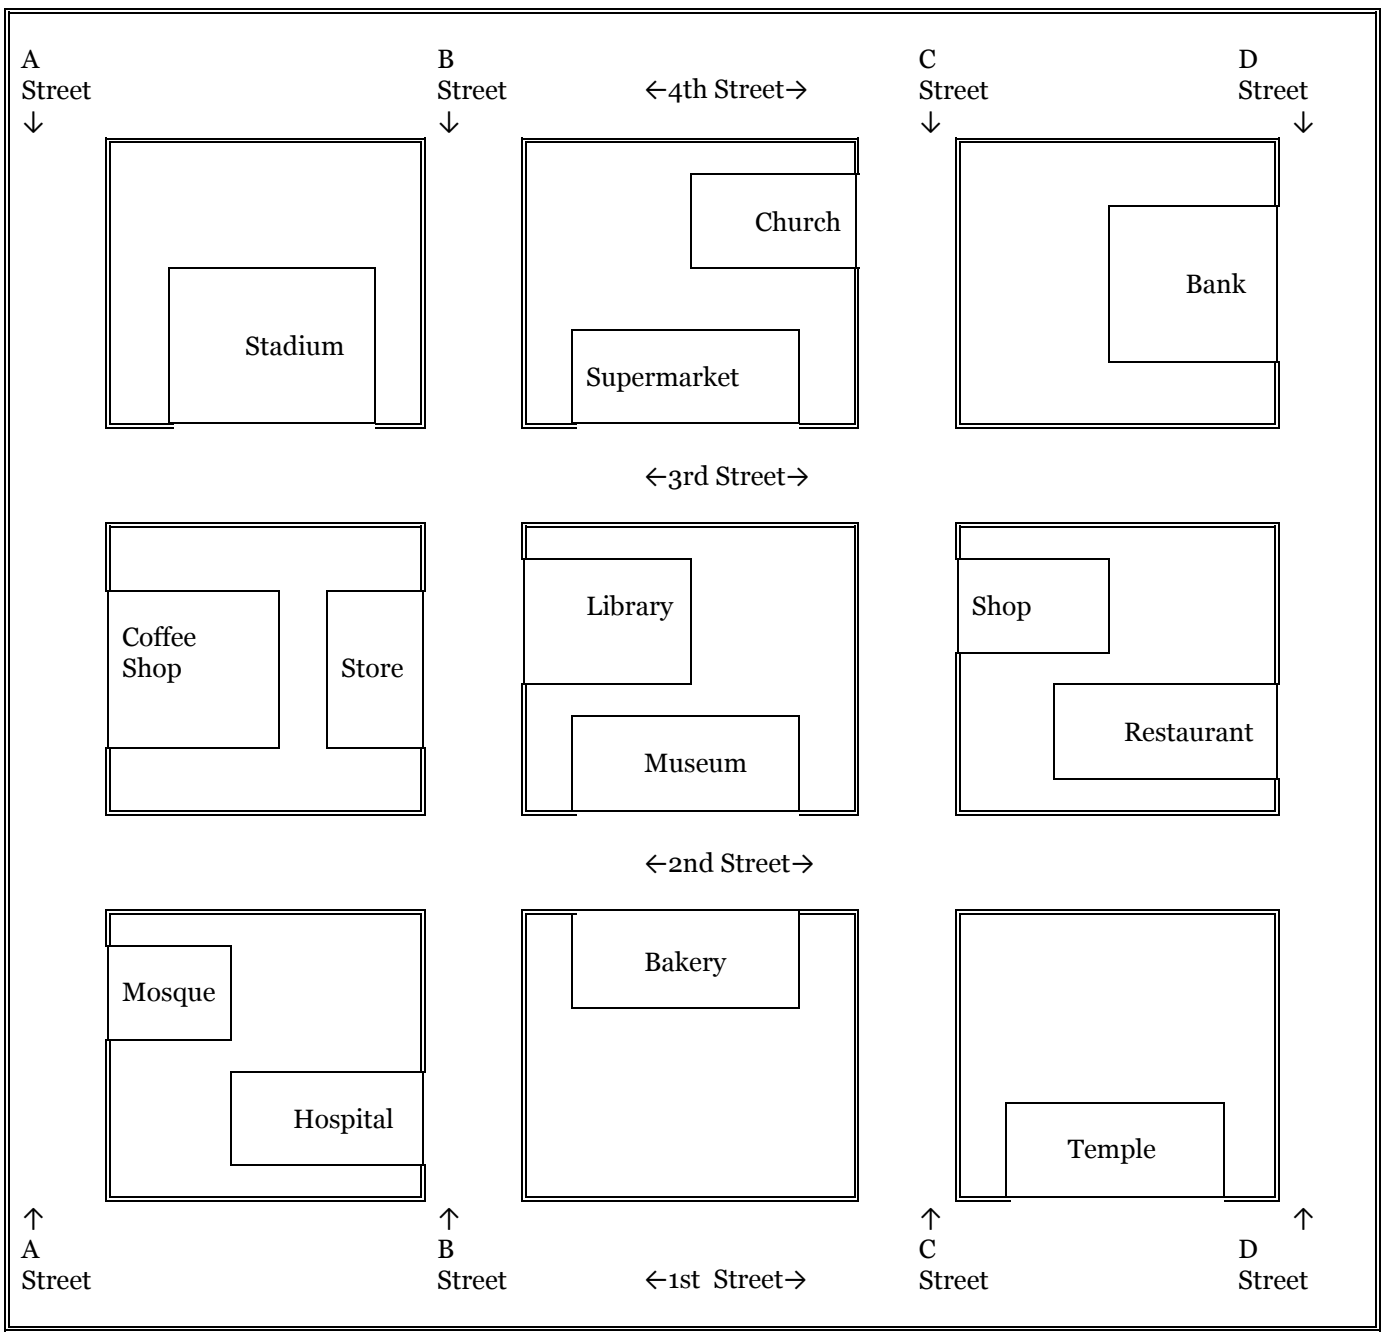 A
Street
↓
B
Street
↓
←4th Street→
C
Street
↓
D
Street
↓
Church
Bank
Stadium
Supermarket
←3rd Street→
Coffee
Shop
Store
Library
Shop
Museum
Restaurant
←2nd Street→
Mosque
Bakery
Hospital
Temple
↑
A
Street
↑
B
Street
←1st  Street→
↑
C
Street
↑
D
Street